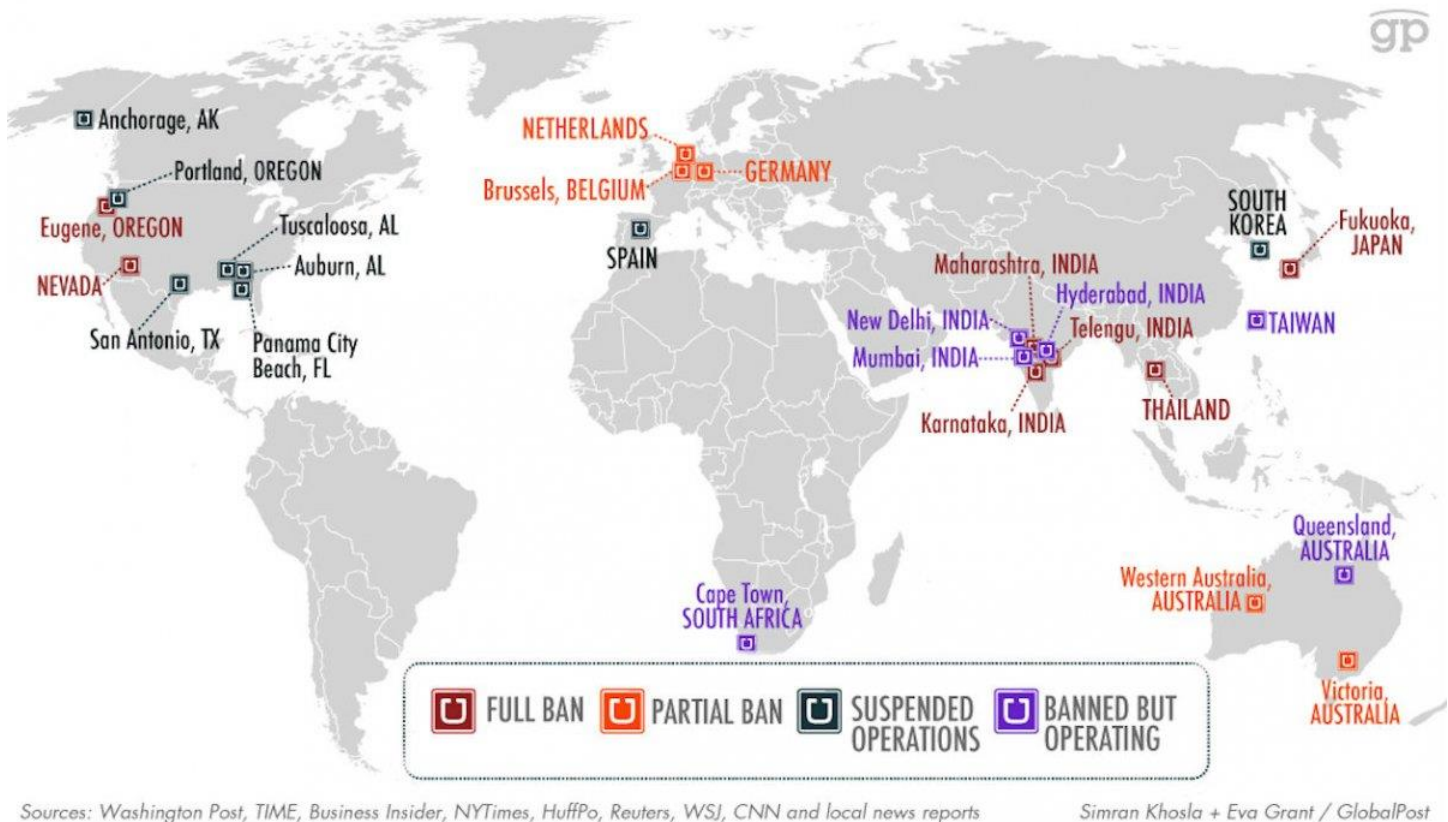 gp
Anchorage, AK
Portland, OREGON
Eugene, OREGON
Tuscaloosa, AL
Auburn, AL
NEVADA
San Antonio, TX
Panama City
Beach, FL
NETHERLANDS
Brussels, BELGIUM
GERMANY
SPAIN
SOUTH
KOREA
Fukuoka,
JAPAN
Maharashtra, INDIA
Hyderabad, INDIA
New Delhi, INDIA
Telengu, INDIA
Mumbai, INDIA
TAIWAN
Karnataka, INDIA
THAILAND
Queensland,
AUSTRALIA
Western Australia,
AUSTRALIA
Cape Town,
SOUTH AFRICA
Victoria,
AUSTRALIA
FULL BAN
PARTIAL BAN
SUSPENDED
OPERATIONS
BANNED BUT
OPERATING
Sources: Washington Post, TIME, Business Insider, NYTimes, HuffPo, Reuters, WSJ, CNN and local news reports
Simran Khosla + Eva Grant / GlobalPost